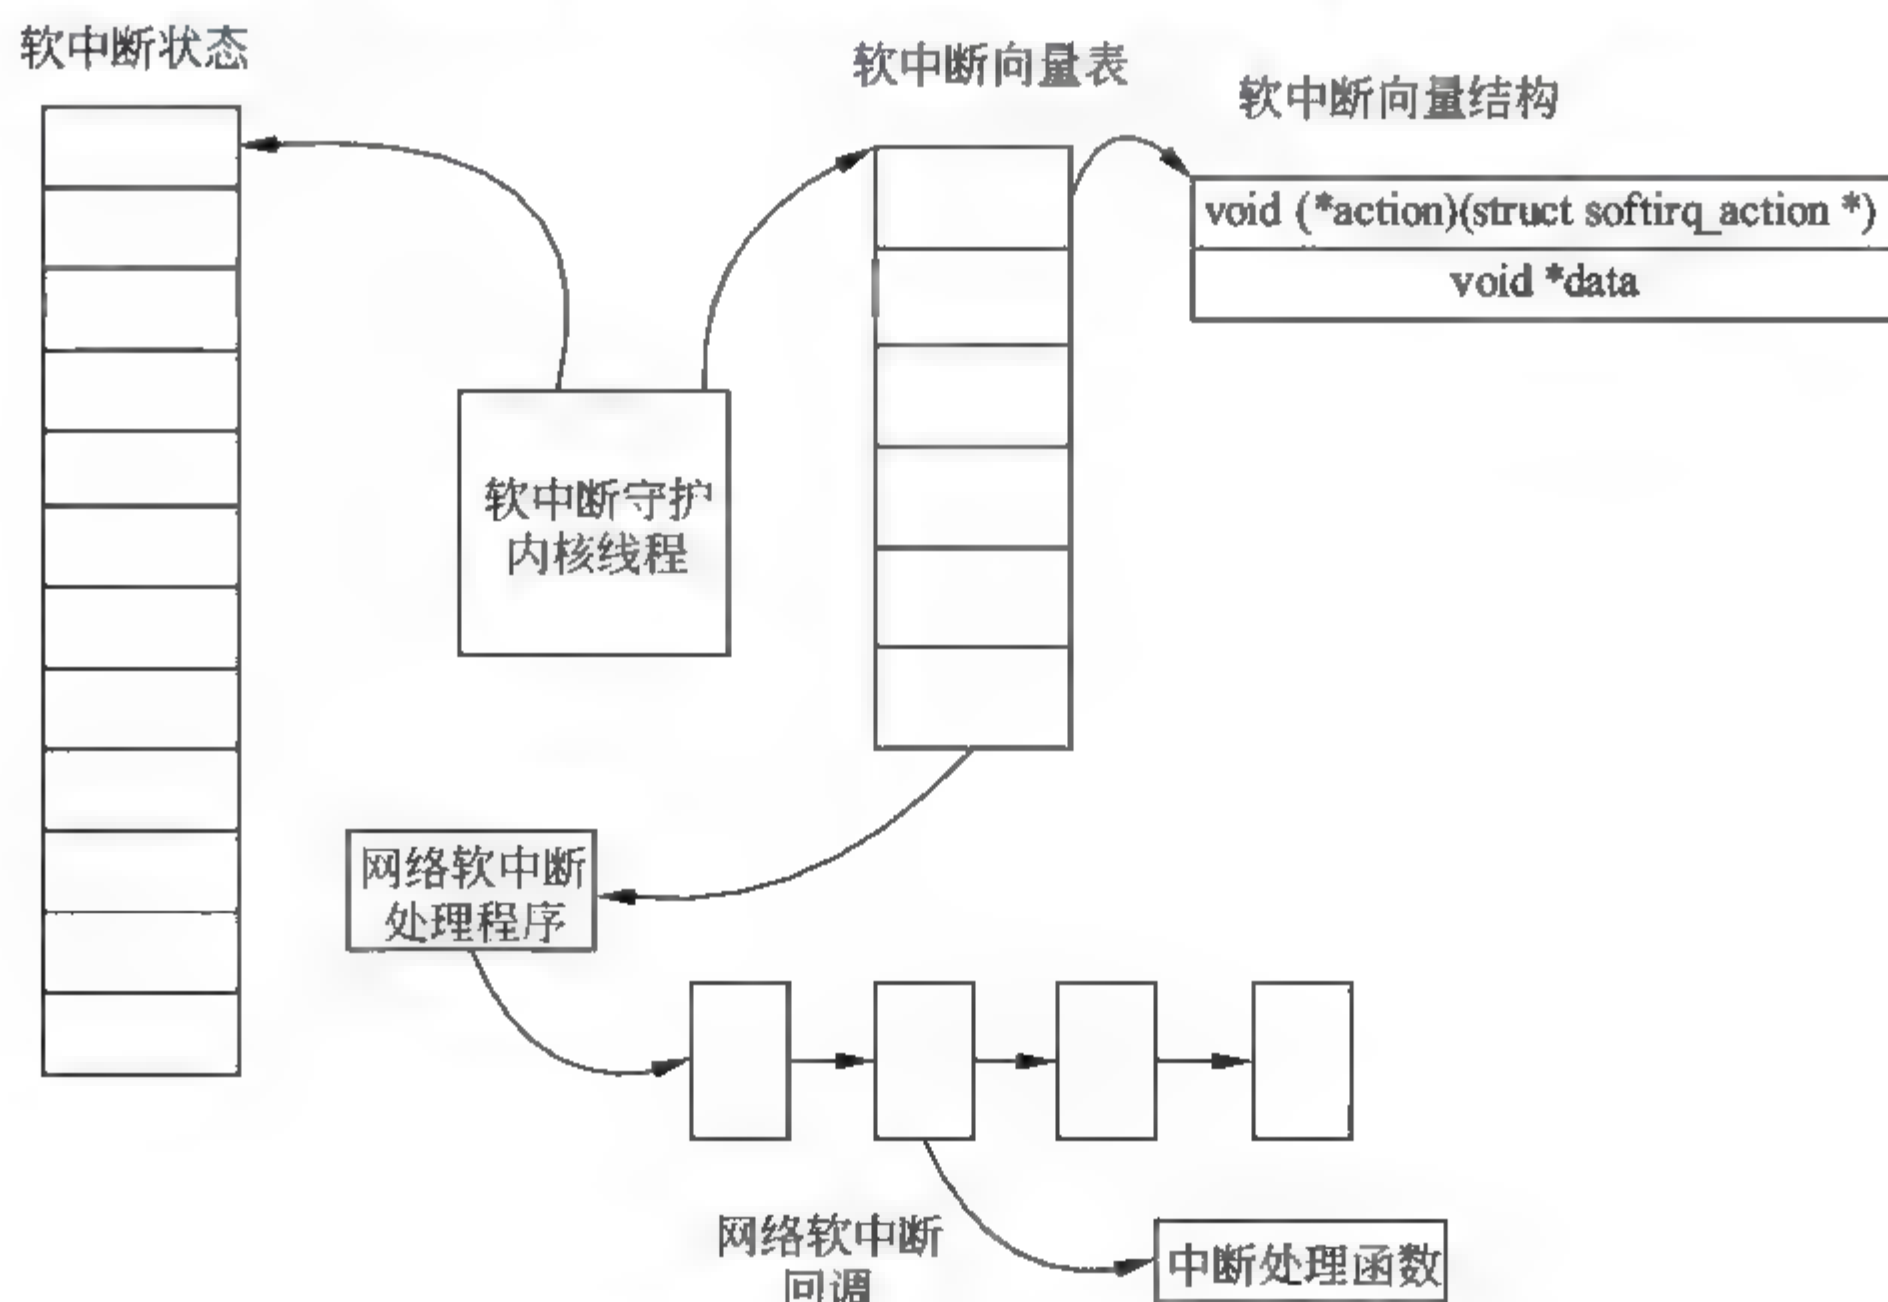 软中断状态
软中断向量表
软中断向量结构
void (*action)(struct softirq_action *)
void *data
软中断守护
内核线程
网络软中断
处理程序
网络软中断
回调
中断处理函数